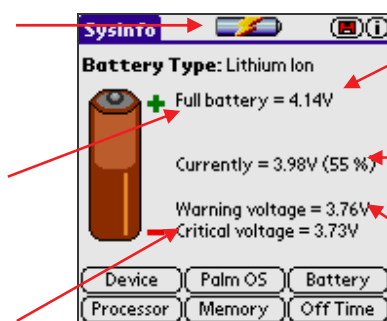 SysInfo
Battery Type: Lithium Ion
Full battery = 4.14V
Currently = 3.98V (55 %)
Warning voltage = 3.76V
Critical voltage = 3.73V
Device Palm OS Battery
Processor Memory Off Time